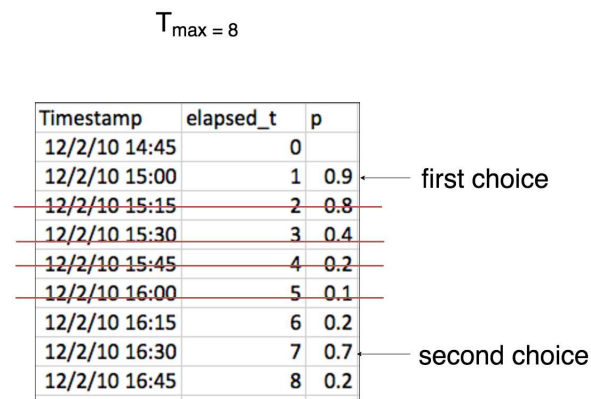 Tmax = 8
Timestamp elapsed_t p
12/2/10 14:45 0
12/2/10 15:00 1 0.9 first choice
12/2/10 15:15 2 0.8
12/2/10 15:30 3 0.4
12/2/10 15:45 4 0.2
12/2/10 16:00 5 0.1
12/2/10 16:15 6 0.2
12/2/10 16:30 7 0.7 second choice
12/2/10 16:45 8 0.2